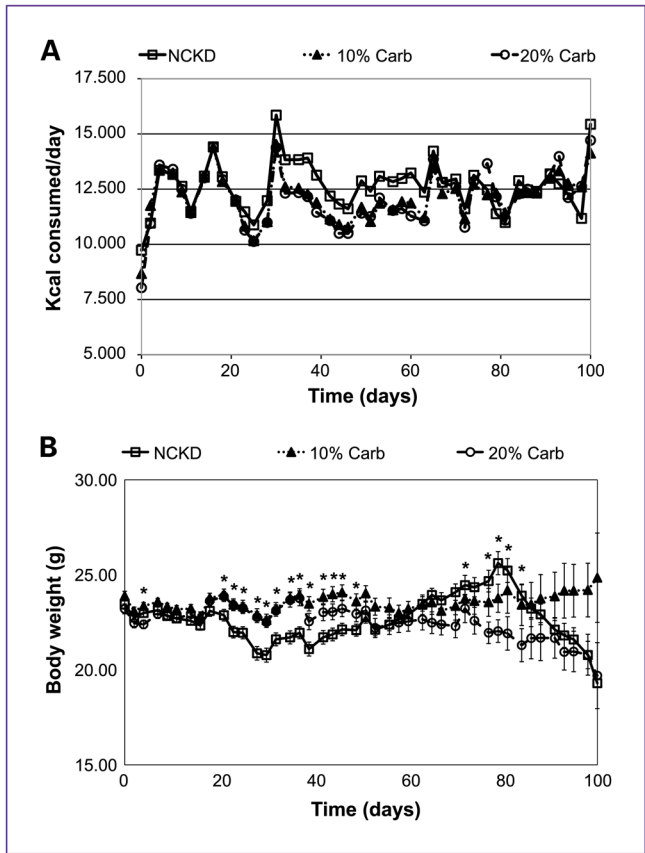 A
NCKD 10% Carb 20% Carb
17.500
15.000
12.500
10.000
7.500
5.000
Kcal consumed/day
0 20 40 60 80 100
Time (days)
B
NCKD 10% Carb 20% Carb
30.00
25.00
20.00
15.00
Body weight (g)
* * * * * * * * * * * * * * * * *
0 20 40 60 80 100
Time (days)